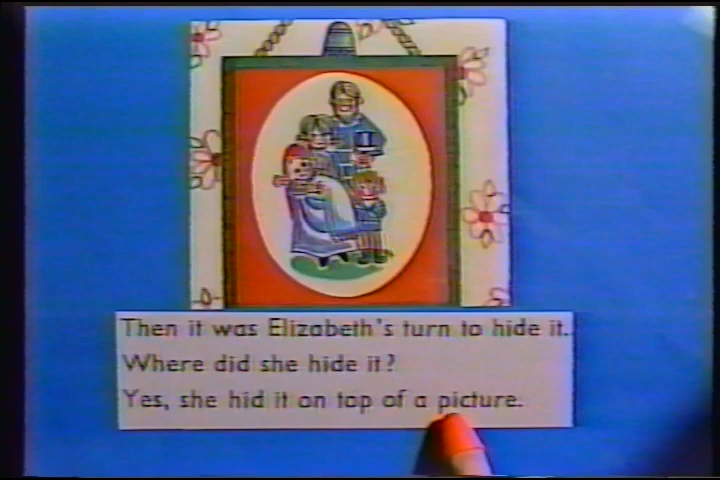 Then it was Elizabeth's turn to hide it.
Where did she hide it?
Yes, she hid it on top of a picture.